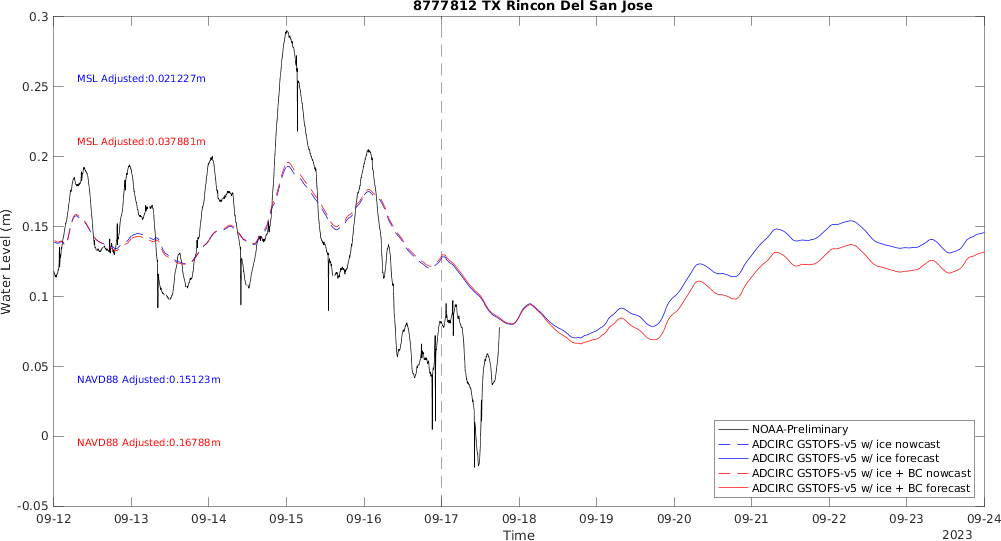 8777812 TX Rincon Del San Jose
Water Level (m)
0.3
0.25
0.2
0.15
0.1
0.05
0
-0.05
MSL Adjusted:0.021227m
MSL Adjusted:0.037881m
NAVD88 Adjusted:0.15123m
NAVD88 Adjusted:0.16788m
NOAA-Preliminary
ADCIRC GSTOFS-v5 w/ ice nowcast
ADCIRC GSTOFS-v5 w/ ice forecast
ADCIRC GSTOFS-v5 w/ ice + BC nowcast
ADCIRC GSTOFS-v5 w/ ice + BC forecast
09-12 09-13 09-14 09-15 09-16 09-17 09-18 09-19 09-20 09-21 09-22 09-23 09-24
Time
2023